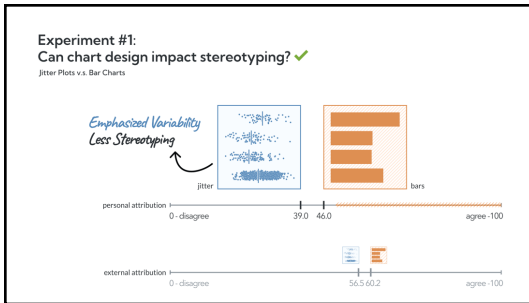 Experiment #1:
Can chart design impact stereotyping?
Jitter Plots v.s. Bar Charts
Emphasized Variability
Less Stereotyping
jitter
bars
personal attribution
0 - disagree
39.0
46.0
agree -100
external attribution
0 - disagree
56.5
60.2
agree -100